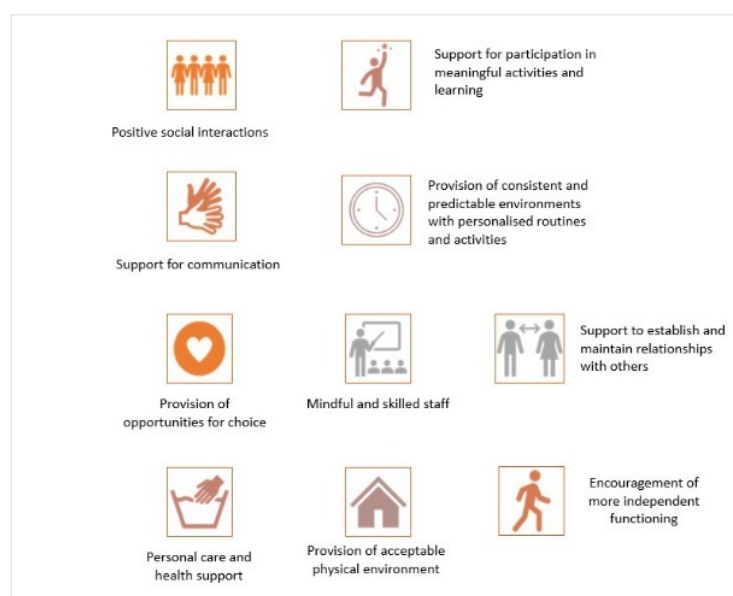 Positive social interactions
Support for participation in
meaningful activities and
learning
Support for communication
Provision of consistent and
predictable environments
with personalised routines
and activities
Provision of
opportunities for choice
Mindful and skilled staff
Support to establish and
maintain relationships
with others
Personal care and
health support
Provision of acceptable
physical environment
Encouragement of
more independent
functioning